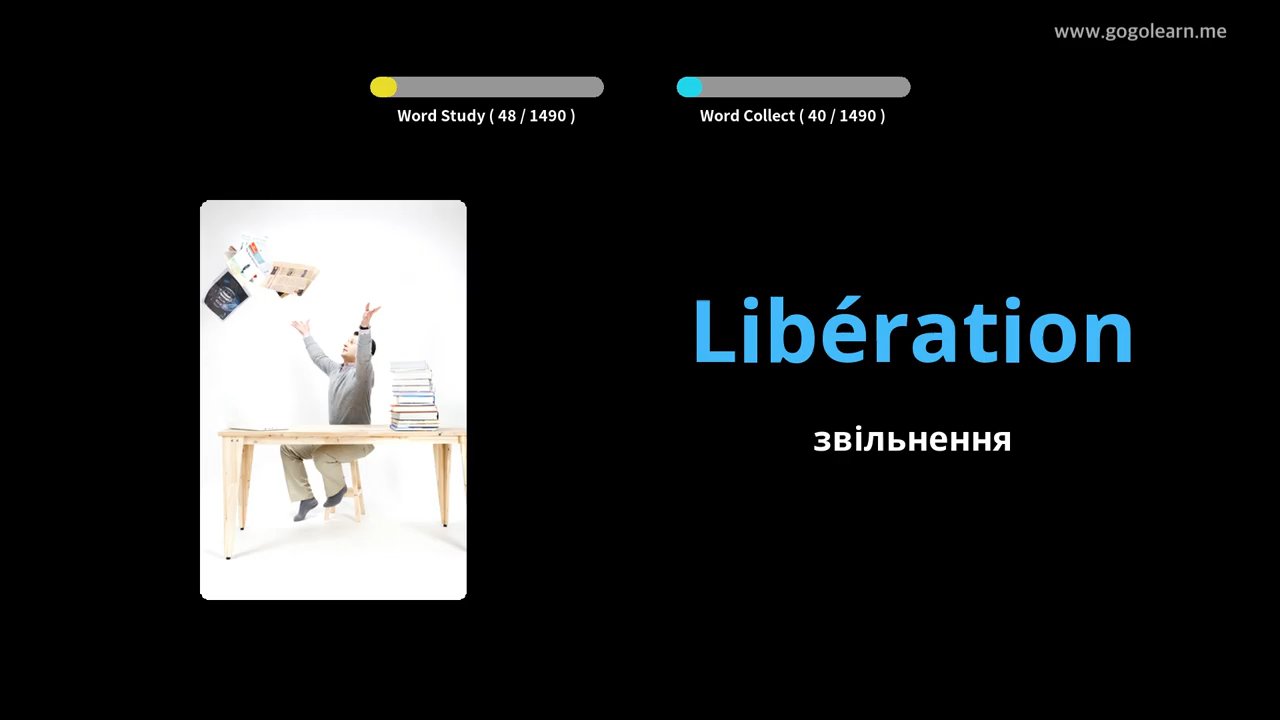 www.gogolearn.me
Word Study ( 48 / 1490 )
Word Collect ( 40 / 1490 )
Libération
звільнення